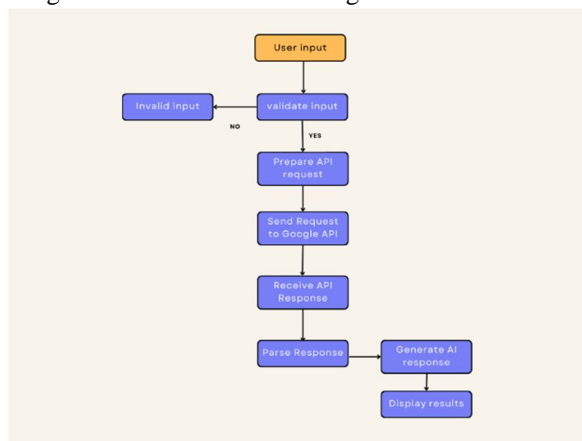 User input
Invalid input
validate input
NO
YES
Prepare API
request
Send Request
to Google API
Receive API
Response
Parse Response
Generate AI
response
Display results